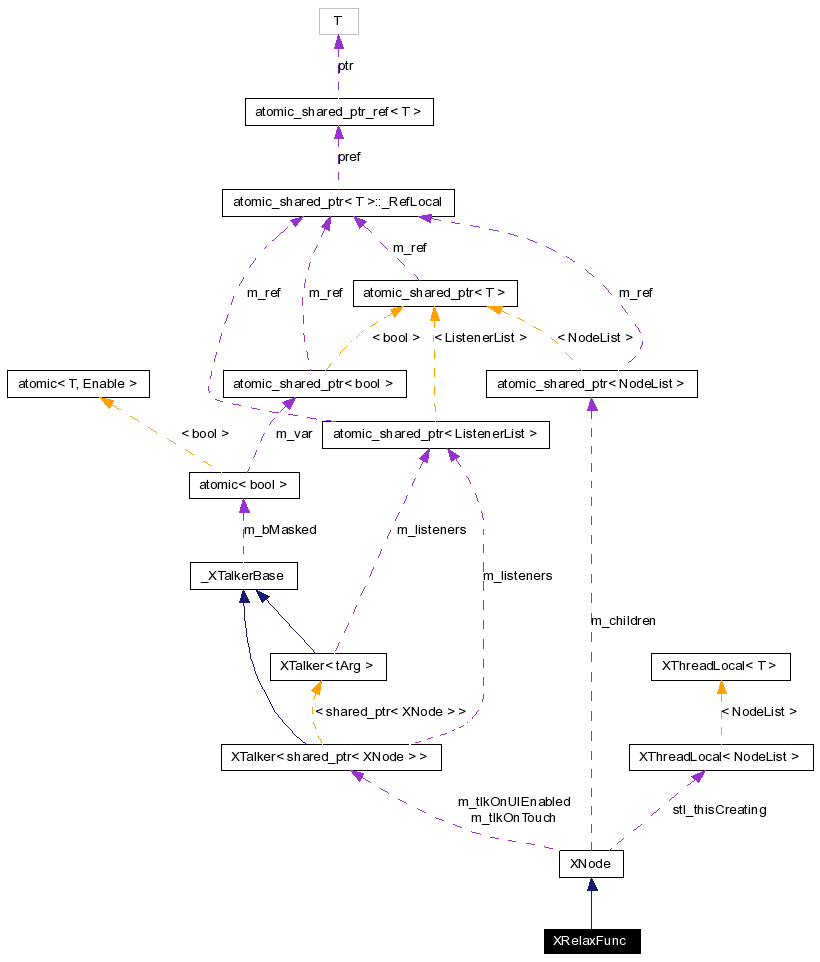 T
ptr
atomic_shared_ptr_ref< T >
pref
atomic_shared_ptr< T >::_RefLocal
m_ref
m_ref
m_ref
m_ref
atomic_shared_ptr< T >
< bool >
< ListenerList >
< NodeList >
atomic< T, Enable >
atomic_shared_ptr< bool >
atomic_shared_ptr< NodeList >
< bool >
m_var
atomic_shared_ptr< ListenerList >
atomic< bool >
m_bMasked
m_listeners
_XTalkerBase
m_listeners
m_children
XTalker< tArg >
XThreadLocal< T >
< shared_ptr< XNode > >
< NodeList >
XTalker< shared_ptr< XNode > >
XThreadLocal< NodeList >
m_tlkOnUIEnabled
m_tlkOnTouch
stl_thisCreating
XNode
XRelaxFunc